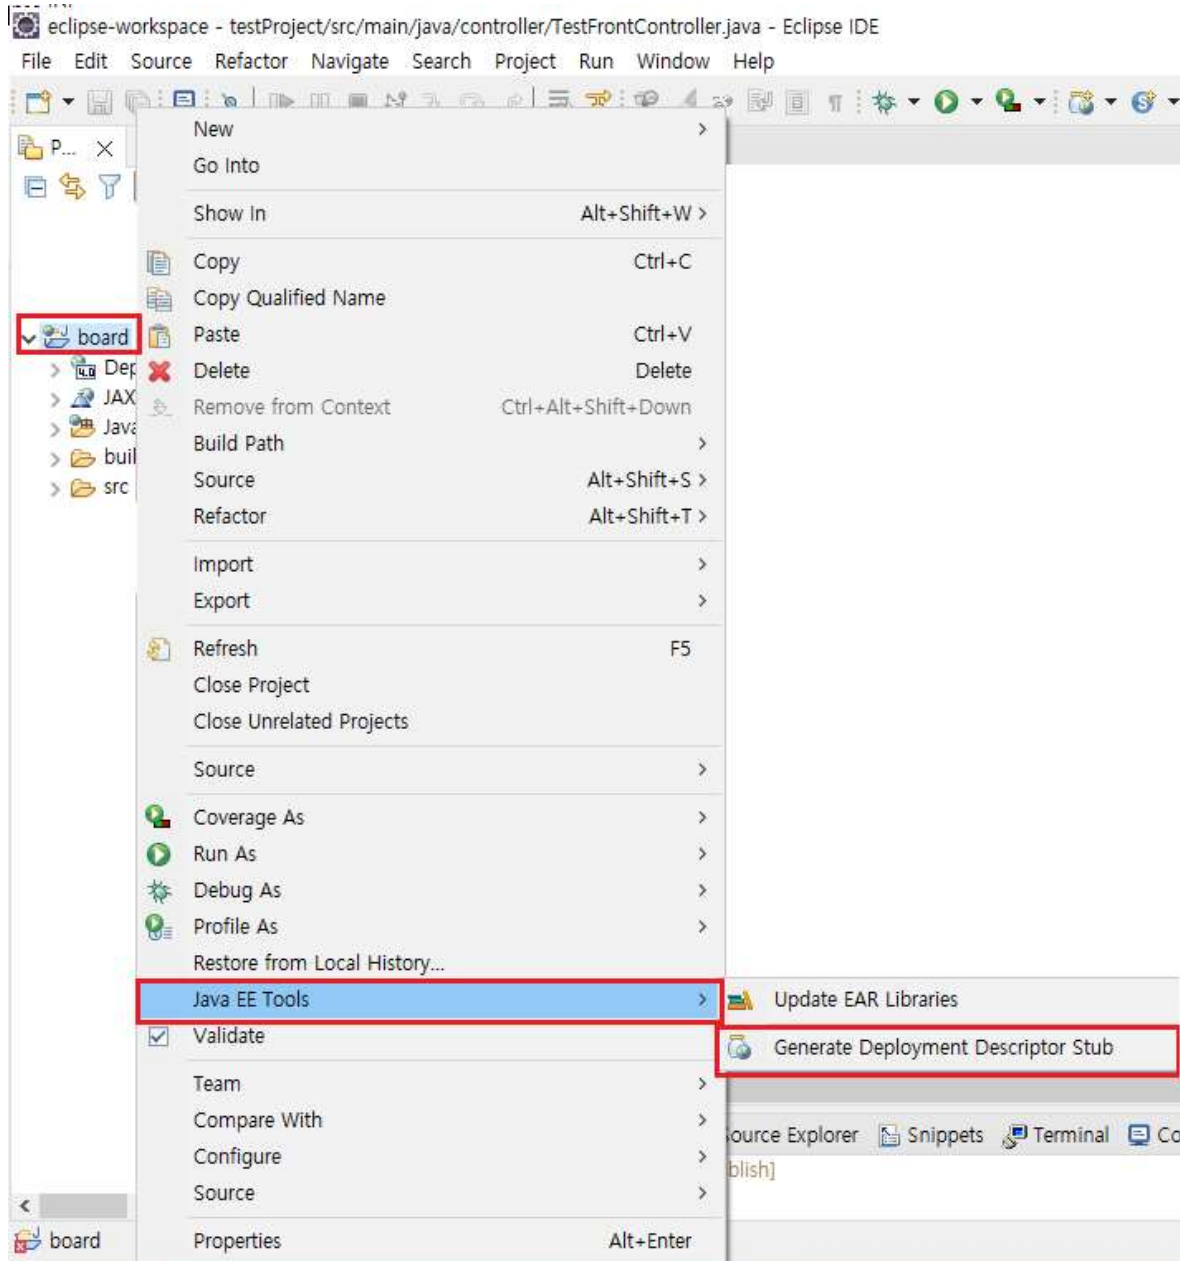 eclipse-workspace - testProject/src/main/java/controller/TestFrontController.java - Eclipse IDE
File Edit Source Refactor Navigate Search Project Run Window Help
P...
New
Go Into
Show In Alt+Shift+W
Copy Ctrl+C
Copy Qualified Name
board Paste Ctrl+V
Dep Delete Delete
JAX Remove from Context Ctrl+Alt+Shift+Down
Java Build Path
buil
src Source Alt+Shift+S
Refactor Alt+Shift+T
Import
Export
Refresh F5
Close Project
Close Unrelated Projects
Source
Coverage As
Run As
Debug As
Profile As
Restore from Local History...
Java EE Tools Update EAR Libraries
Validate Generate Deployment Descriptor Stub
Team
Compare With ource Explorer Snippets Terminal Co
Configure blish]
Source
board Properties Alt+Enter